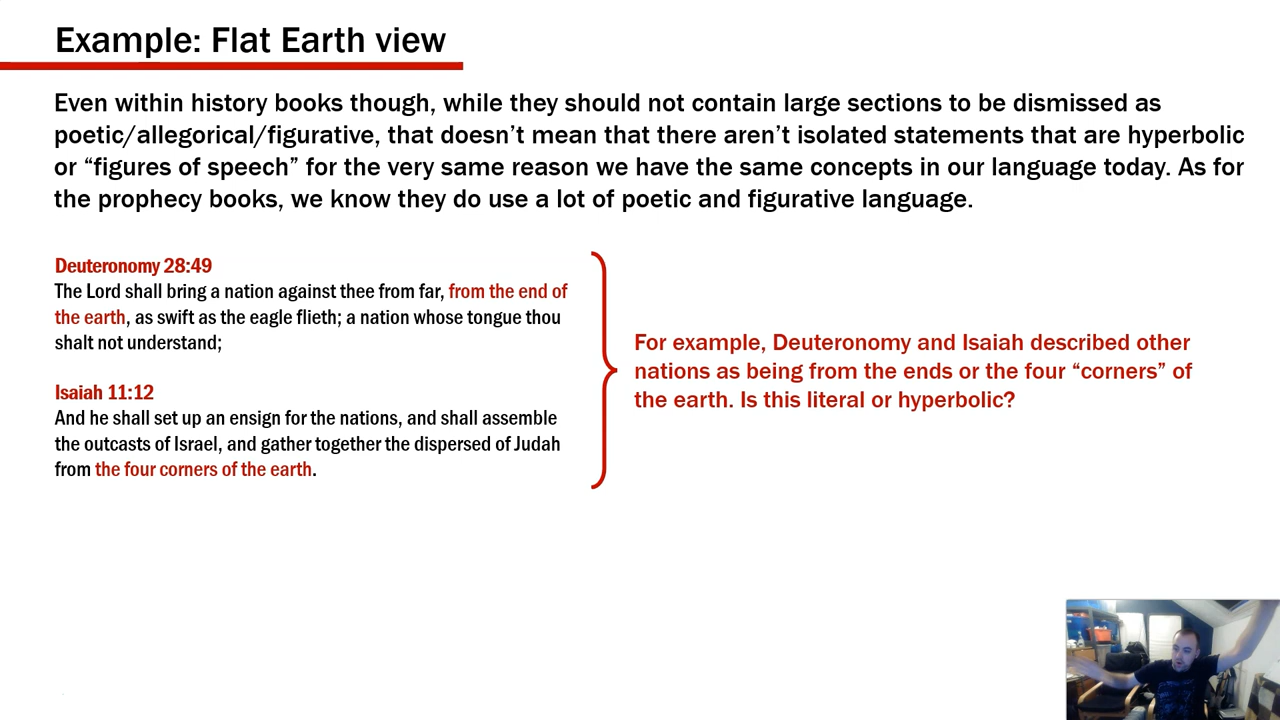 Example: Flat Earth view
Even within history books though, while they should not contain large sections to be dismissed as
poetic/allegorical/figurative, that doesn’t mean that there aren’t isolated statements that are hyperbolic
or “figures of speech” for the very same reason we have the same concepts in our language today. As for
the prophecy books, we know they do use a lot of poetic and figurative language.
Deuteronomy 28:49
The Lord shall bring a nation against thee from far, from the end of
the earth, as swift as the eagle flieth; a nation whose tongue thou
shalt not understand;
Isaiah 11:12
And he shall set up an ensign for the nations, and shall assemble
the outcasts of Israel, and gather together the dispersed of Judah
from the four corners of the earth.
For example, Deuteronomy and Isaiah described other
nations as being from the ends or the four “corners” of
the earth. Is this literal or hyperbolic?